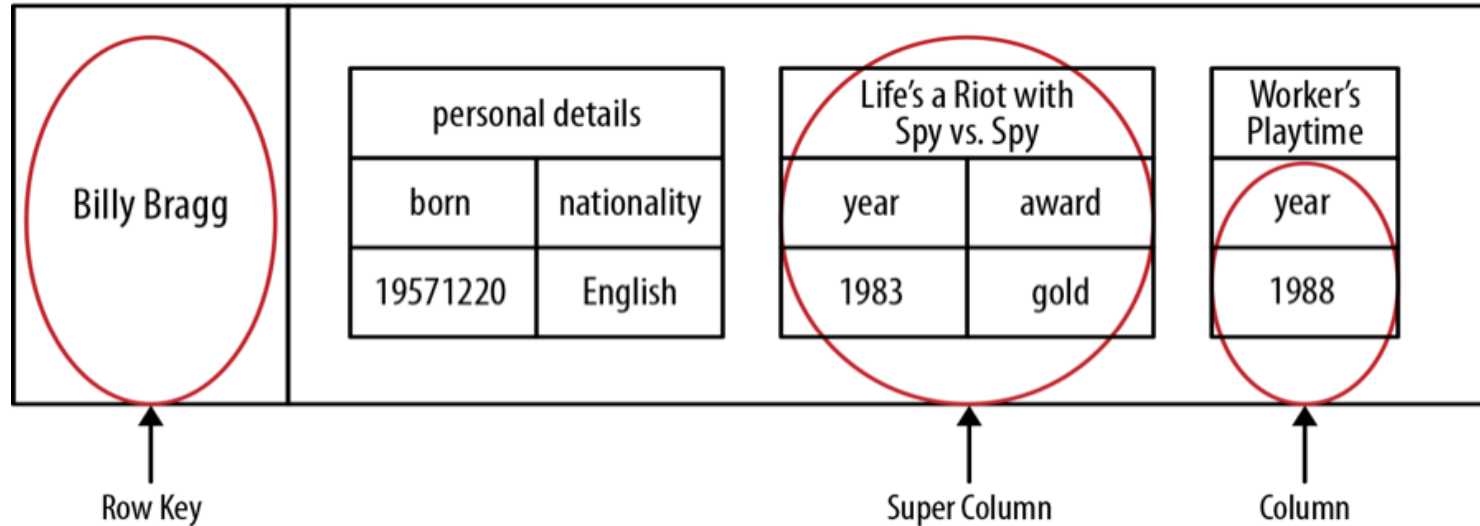 Billy Bragg
personal details
born nationality
19571220 English
Life's a Riot with
Spy vs. Spy
year award
1983 gold
Worker's
Playtime
year
1988
Row Key
Super Column
Column